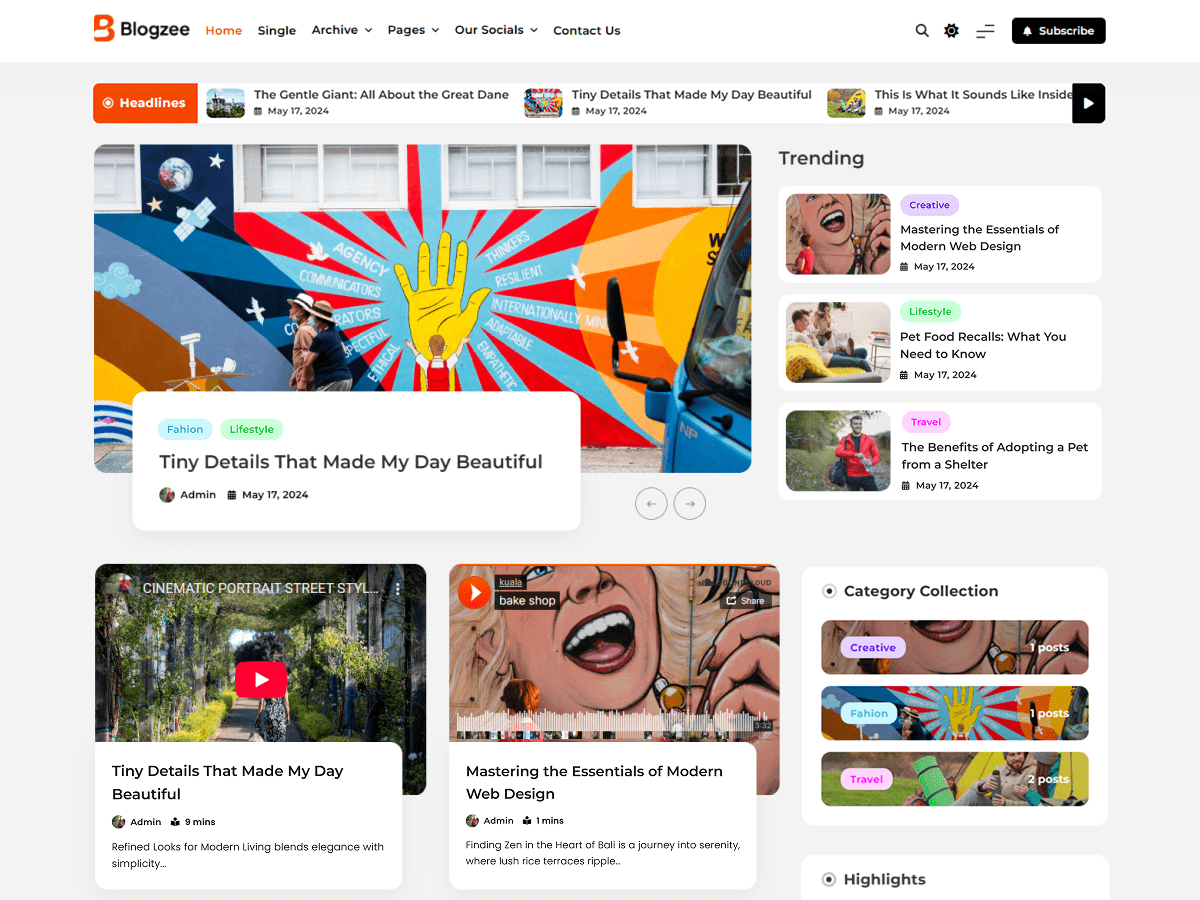 Blogzee
Home
Single
Archive
Pages
Our Socials
Contact Us
Subscribe
Headlines
The Gentle Giant: All About the Great Dane
May 17, 2024
Tiny Details That Made My Day Beautiful
May 17, 2024
This Is What It Sounds Like Inside
May 17, 2024
AGENCY
COMMUNICATORS
THINKERS
RESILIENT
INTERNATIONALLY MIN
ADAPTABLE
EMPATHETIC
ETHICAL
NP
Fahion
Lifestyle
Tiny Details That Made My Day Beautiful
Admin
May 17, 2024
Trending
Creative
Mastering the Essentials of
Modern Web Design
May 17, 2024
Lifestyle
Pet Food Recalls: What You
Need to Know
May 17, 2024
Travel
The Benefits of Adopting a Pet
from a Shelter
May 17, 2024
CINEMATIC PORTRAIT STREET STYL...
Tiny Details That Made My Day
Beautiful
Admin
9 mins
Refined Looks for Modern Living blends elegance with
simplicity...
kuala
bake shop
Share
3:32
Mastering the Essentials of Modern
Web Design
Admin
1 mins
Finding Zen in the Heart of Bali is a journey into serenity,
where lush rice terraces ripple..
Category Collection
Creative
1 posts
Fahion
1 posts
Travel
2 posts
Highlights